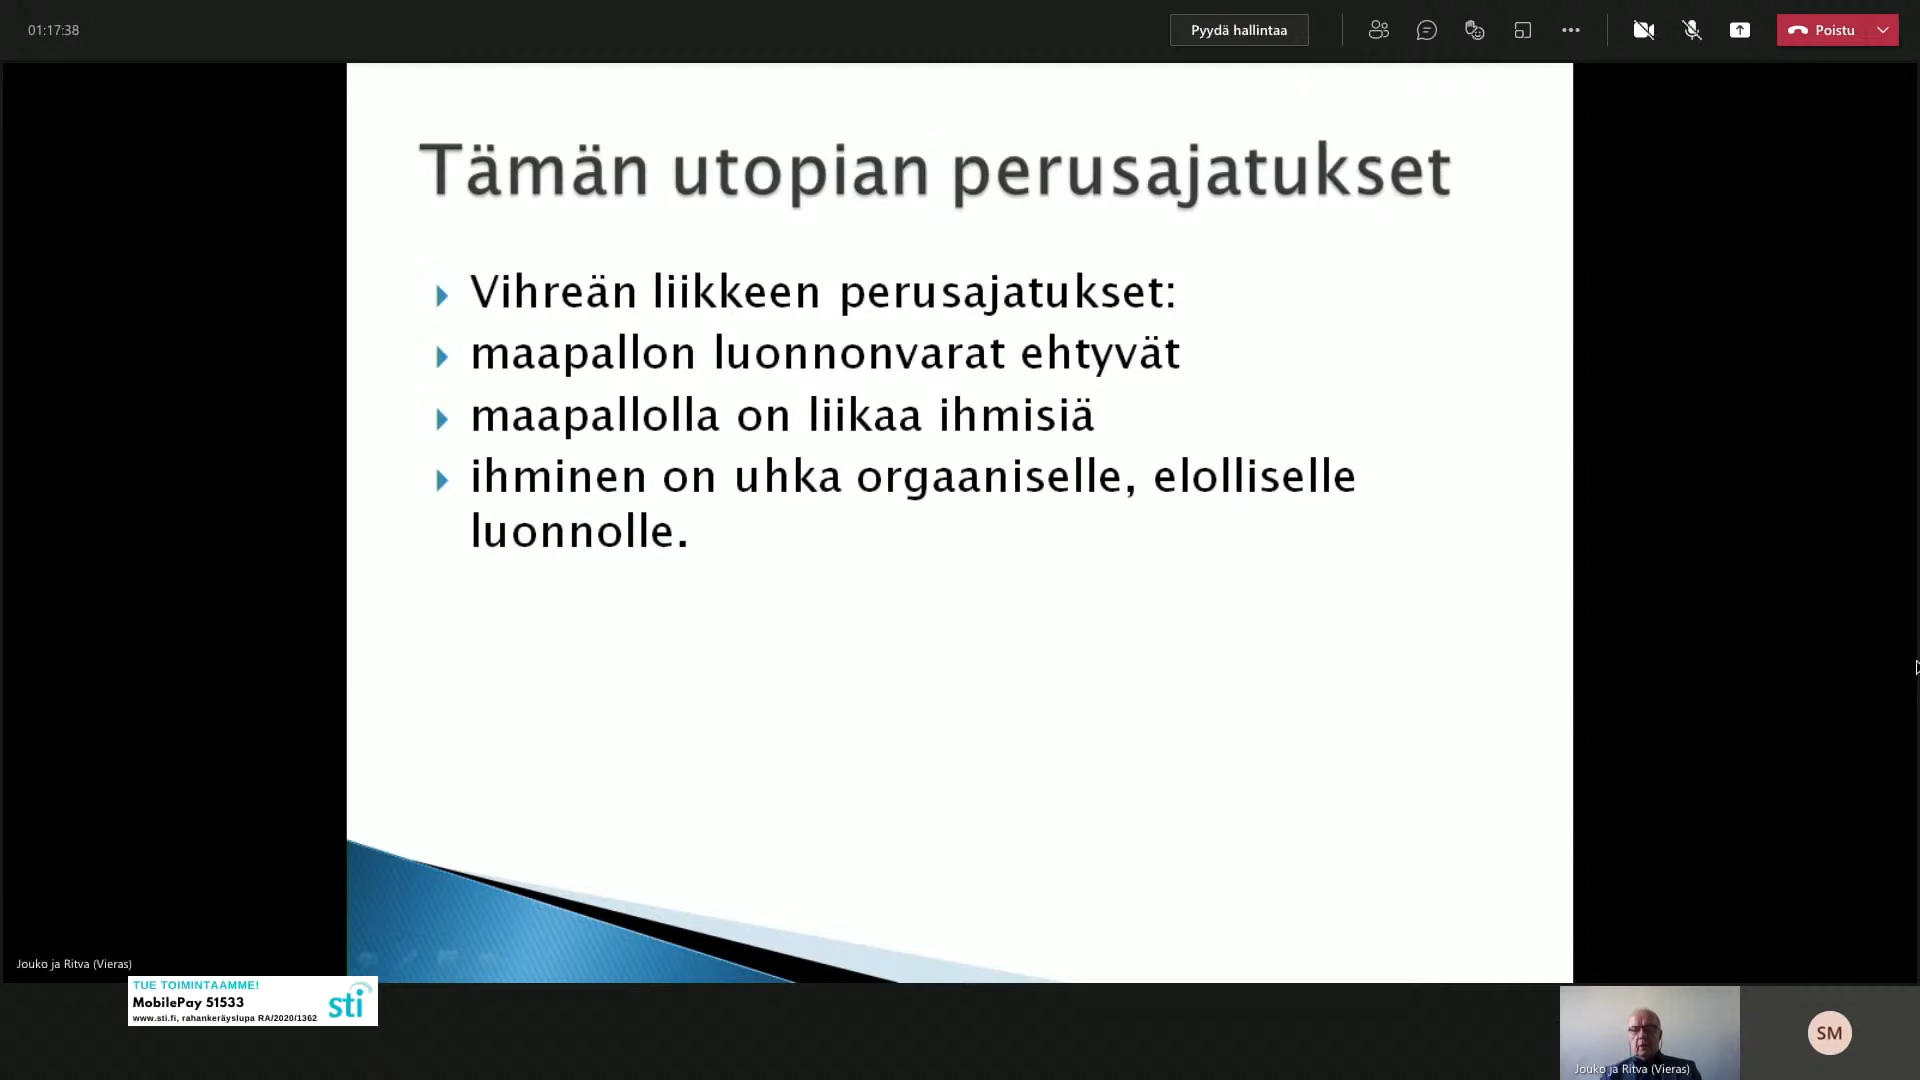 01:17:38
Pyydä hallintaa
Poistu
Tämän utopian perusajatukset
Vihreän liikkeen perusajatukset:
maapallon luonnonvarat ehtyvät
maapallolla on liikaa ihmisiä
ihminen on uhka orgaaniselle, elolliselle
luonnolle.
Jouko ja Ritva (Vieras)
TUE TOIMINTAAMME!
MobilePay 51533
www.sti.fi, rahankeräyslupa RA/2020/1362
sti
Jouko ja Ritva (Vieras)
SM